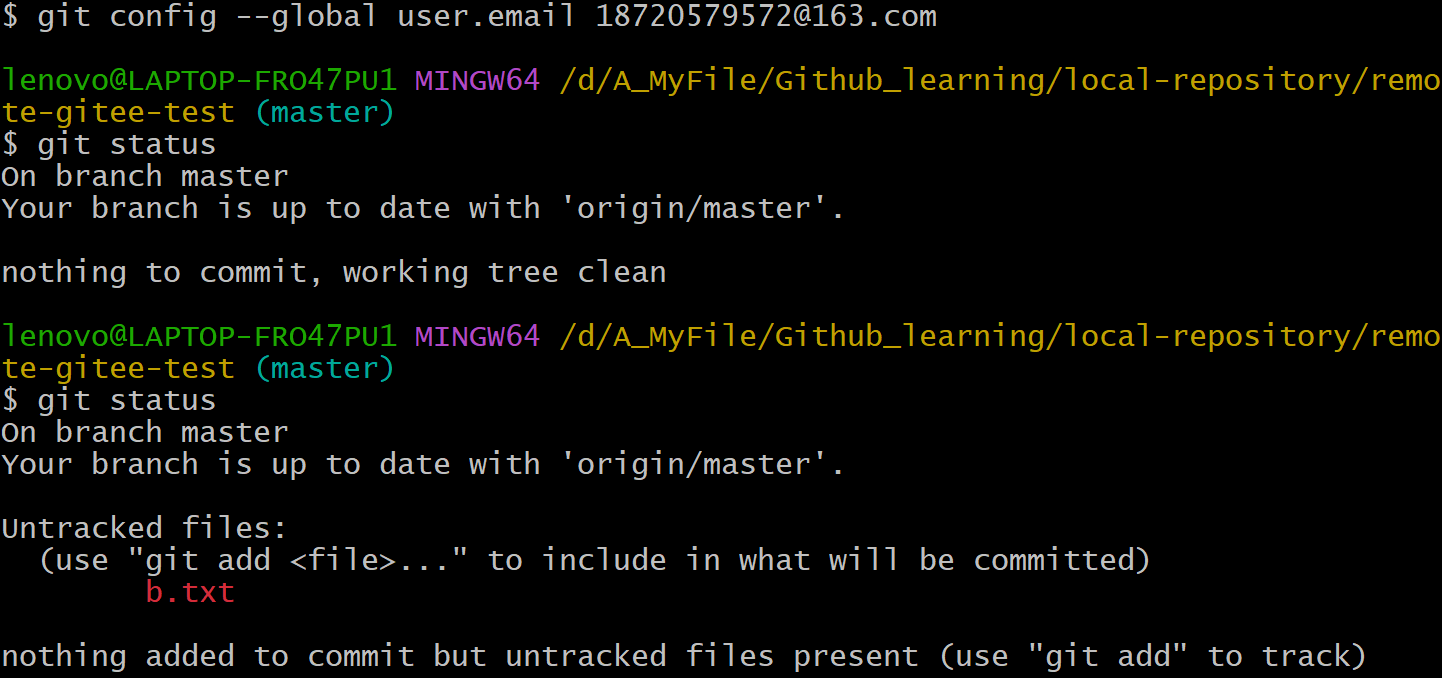 $ git config --global user.email 18720579572@163.com
lenovo@LAPTOP-FRO47PU1 MINGW64 /d/A_MyFile/Github_learning/local-repository/remo
te-gitee-test (master)
$ git status
On branch master
Your branch is up to date with 'origin/master'.
nothing to commit, working tree clean
lenovo@LAPTOP-FRO47PU1 MINGW64 /d/A_MyFile/Github_learning/local-repository/remo
te-gitee-test (master)
$ git status
On branch master
Your branch is up to date with 'origin/master'.
Untracked files:
  (use "git add <file>..." to include in what will be committed)
        b.txt
nothing added to commit but untracked files present (use "git add" to track)